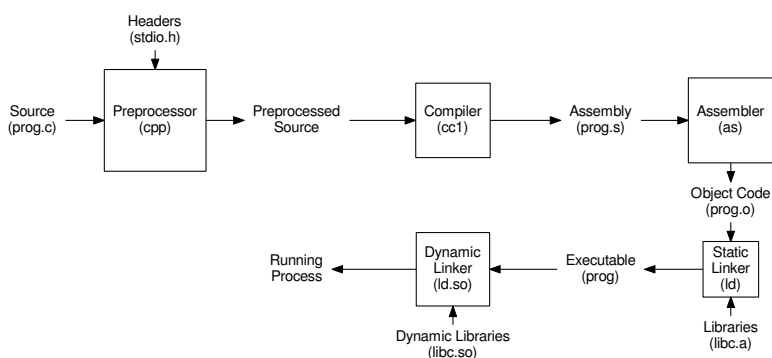 Headers
(stdio.h)
Source
(prog.c)
Preprocessor
(cpp)
Preprocessed
Source
Compiler
(cc1)
Assembly
(prog.s)
Assembler
(as)
Object Code
(prog.o)
Static
Linker
(ld)
Libraries
(libc.a)
Executable
(prog)
Dynamic
Linker
(ld.so)
Dynamic Libraries
(libc.so)
Running
Process